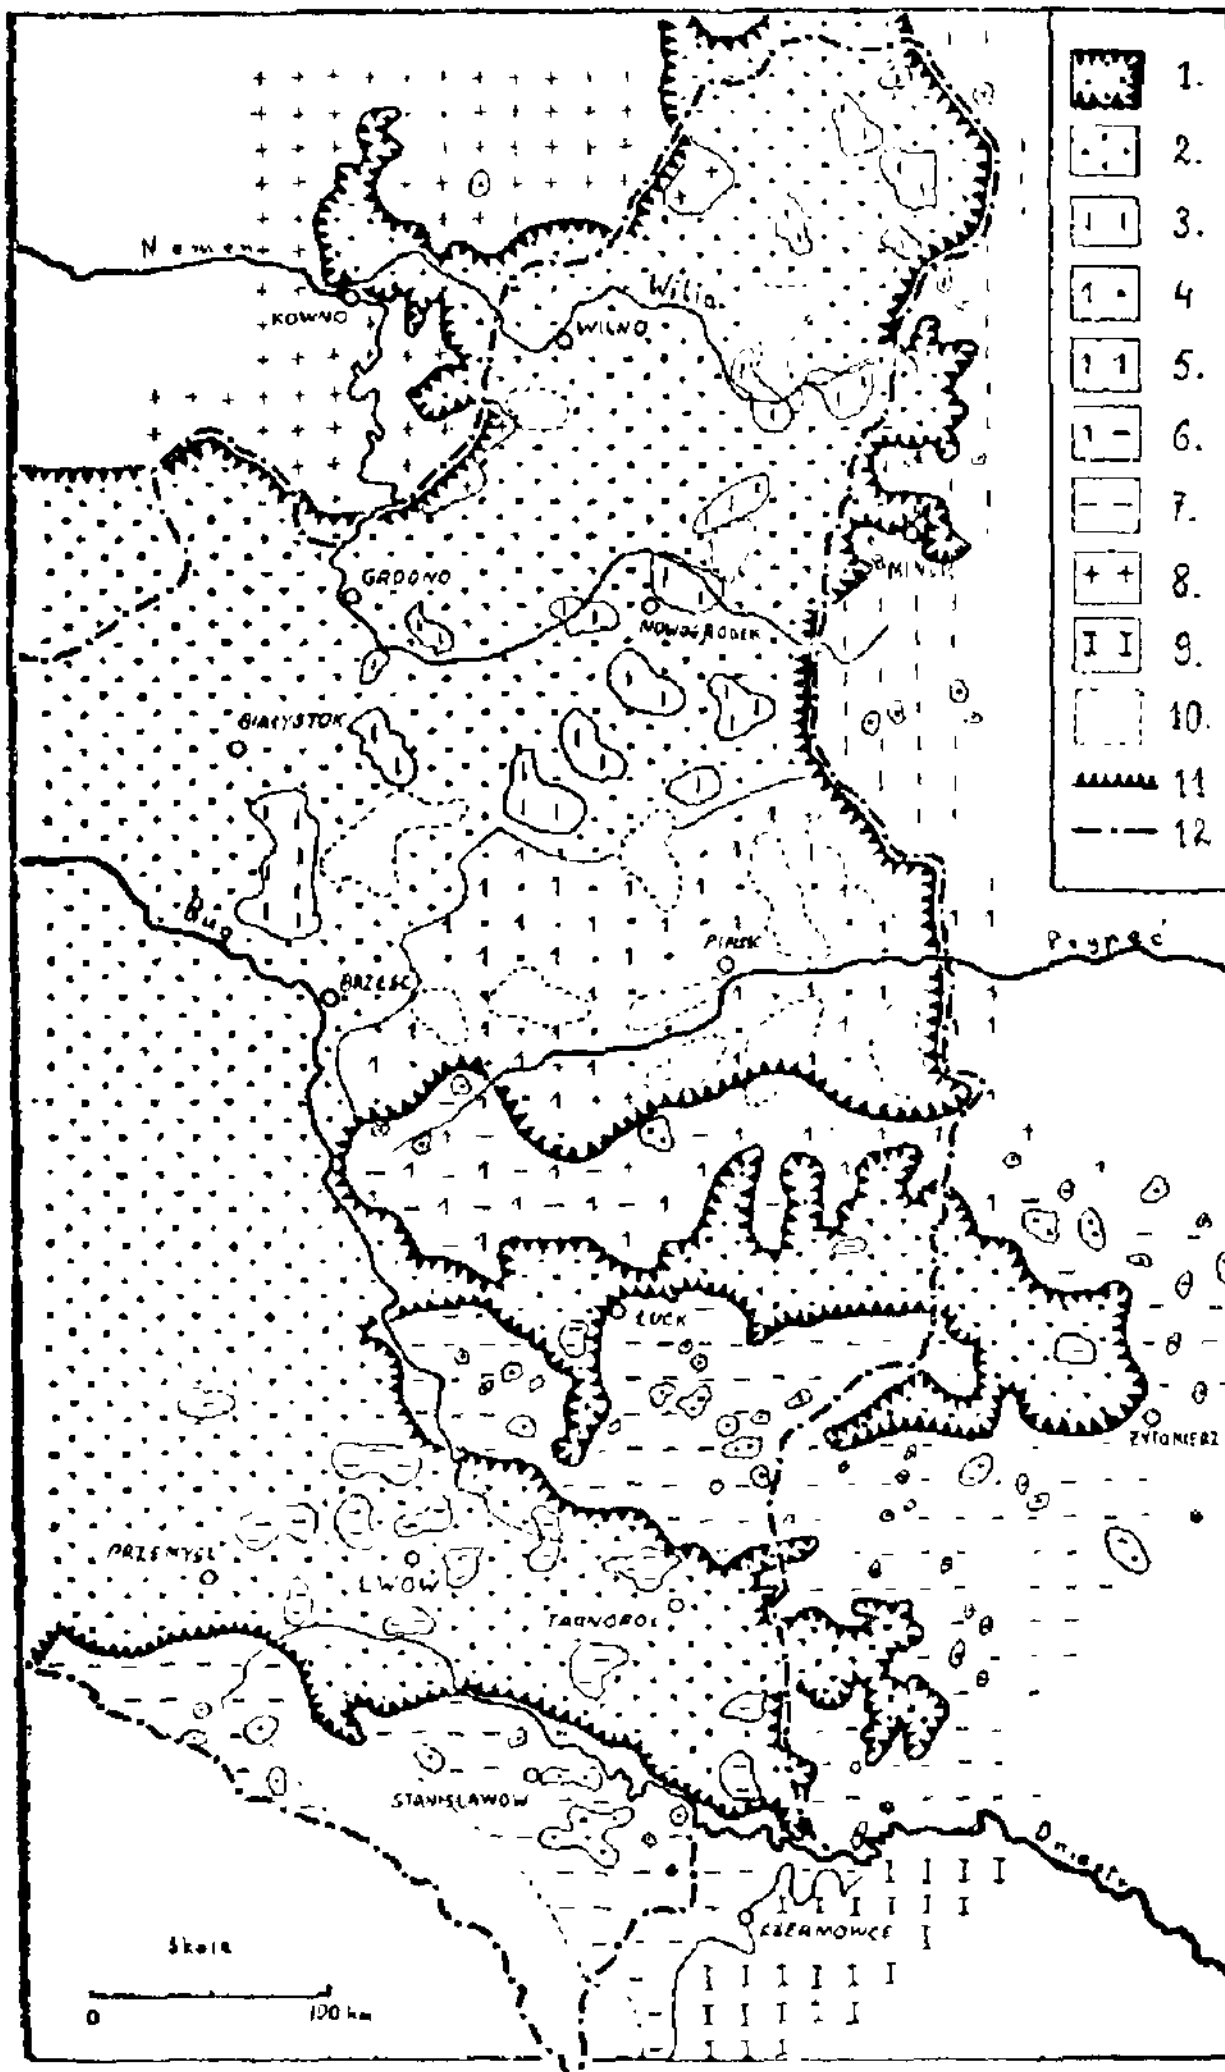 1.
2.
3.
4
5.
6.
7.
8.
9.
10.
11
12
Niemen
KOWNO
Wilia
WILNO
GRODNO
NOWOGRODEK
MINSK
BIAŁYSTOK
Bug
BRZEŚĆ
PIŃSK
Prypeć
ŁUCK
ŻYTOMIERZ
PRZEMYŚL
LWÓW
TARNOPOL
STANISŁAWÓW
Dniestr
CZERNIOWCE
Skala
0 100 km